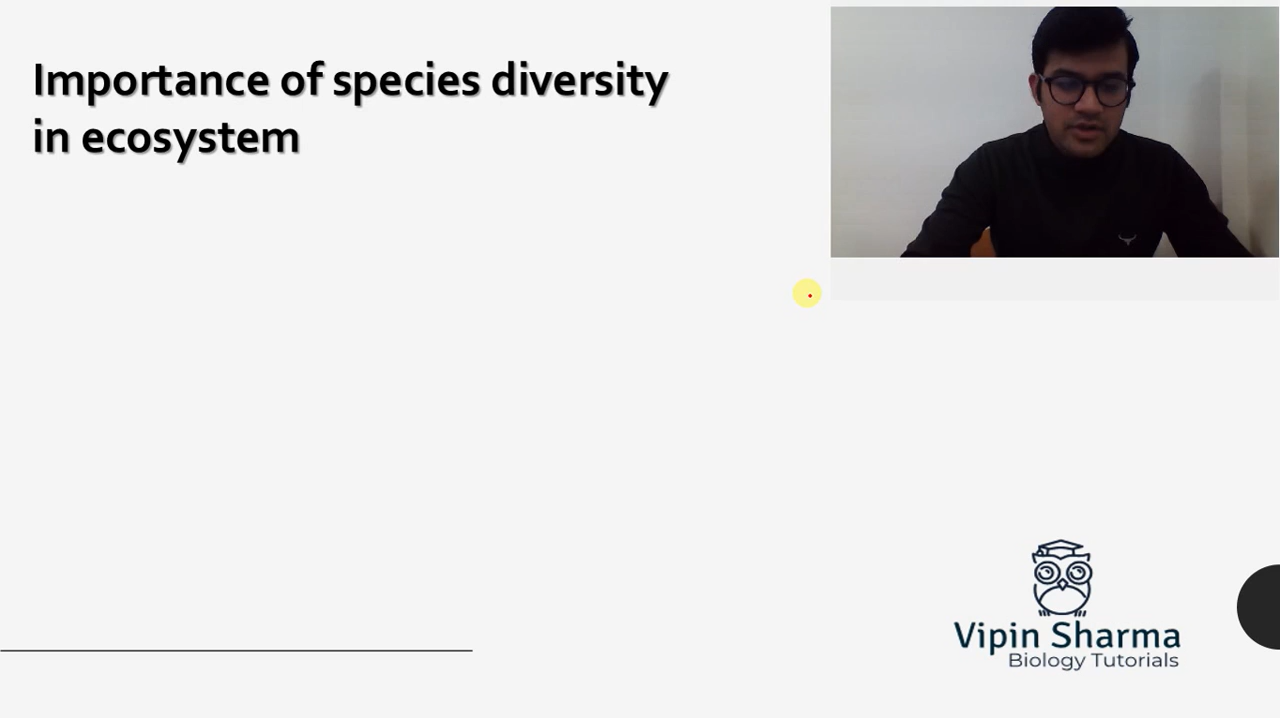 Importance of species diversity
in ecosystem
Vipin Sharma
Biology Tutorials